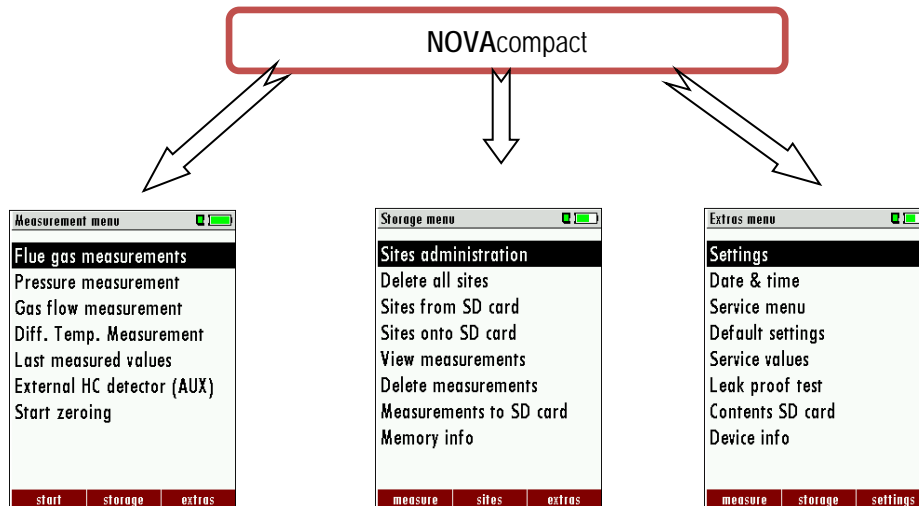 NOVAcompact
Measurement menu
Flue gas measurements
Pressure measurement
Gas flow measurement
Diff. Temp. Measurement
Last measured values
External HC detector (AUX)
Start zeroing
start storage extras
Storage menu
Sites administration
Delete all sites
Sites from SD card
Sites onto SD card
View measurements
Delete measurements
Measurements to SD card
Memory info
measure sites extras
Extras menu
Settings
Date & time
Service menu
Default settings
Service values
Leak proof test
Contents SD card
Device info
measure storage settings